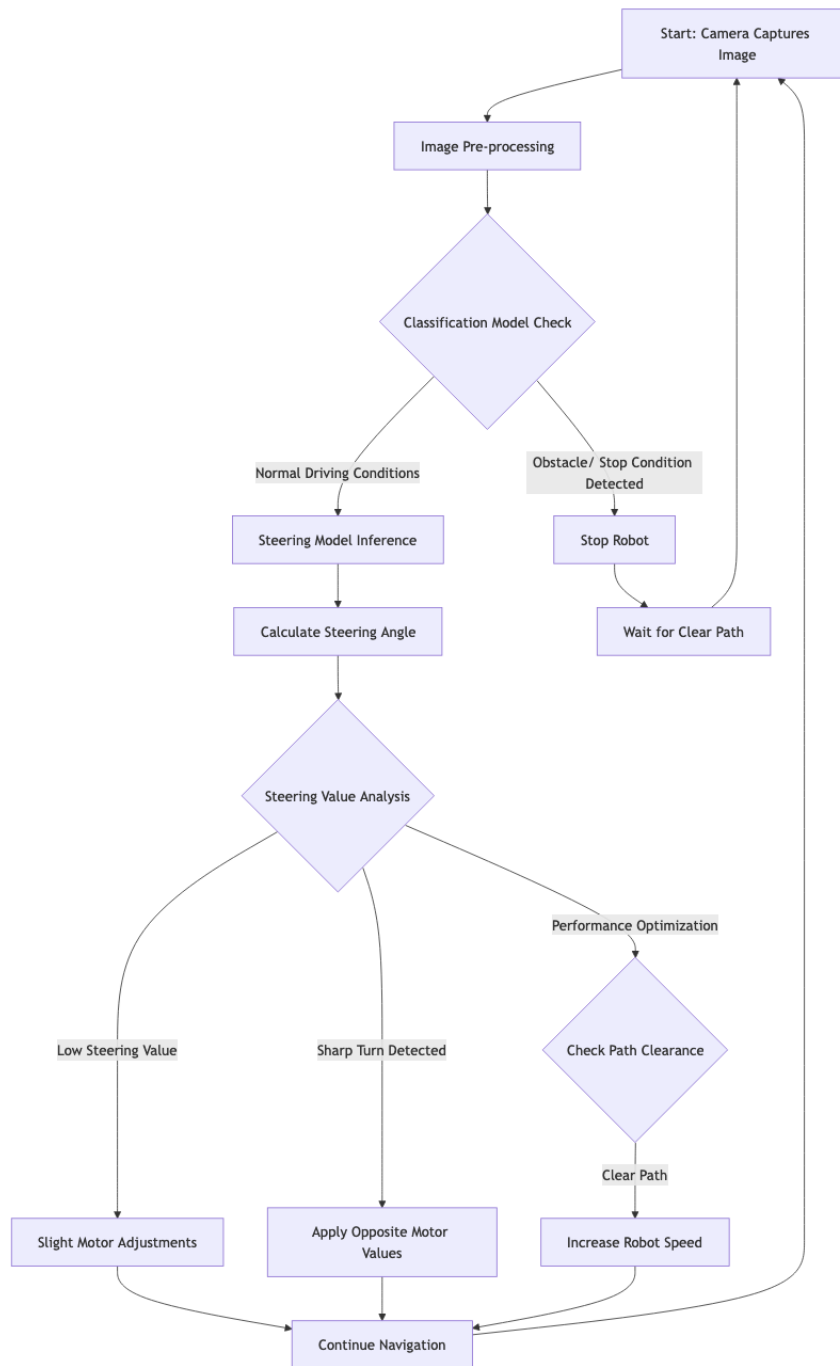 Start: Camera Captures
Image
Image Pre-processing
Classification Model Check
Normal Driving Conditions
Obstacle/ Stop Condition
Detected
Steering Model Inference
Stop Robot
Calculate Steering Angle
Wait for Clear Path
Steering Value Analysis
Performance Optimization
Low Steering Value
Sharp Turn Detected
Check Path Clearance
Clear Path
Slight Motor Adjustments
Apply Opposite Motor
Values
Increase Robot Speed
Continue Navigation